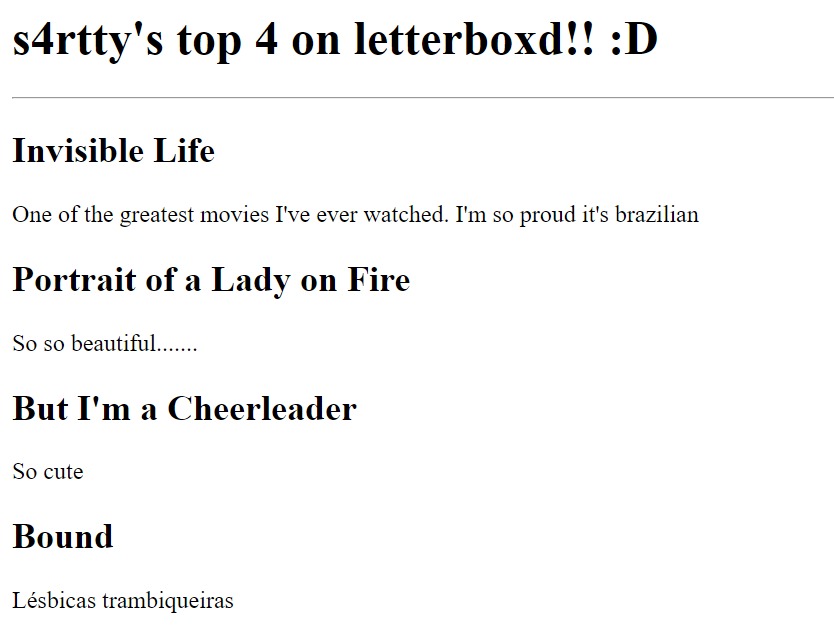 s4rtty's top 4 on letterboxd!! :D
Invisible Life
One of the greatest movies I've ever watched. I'm so proud it's brazilian
Portrait of a Lady on Fire
So so beautiful.......
But I'm a Cheerleader
So cute
Bound
Lésbicas trambiqueiras